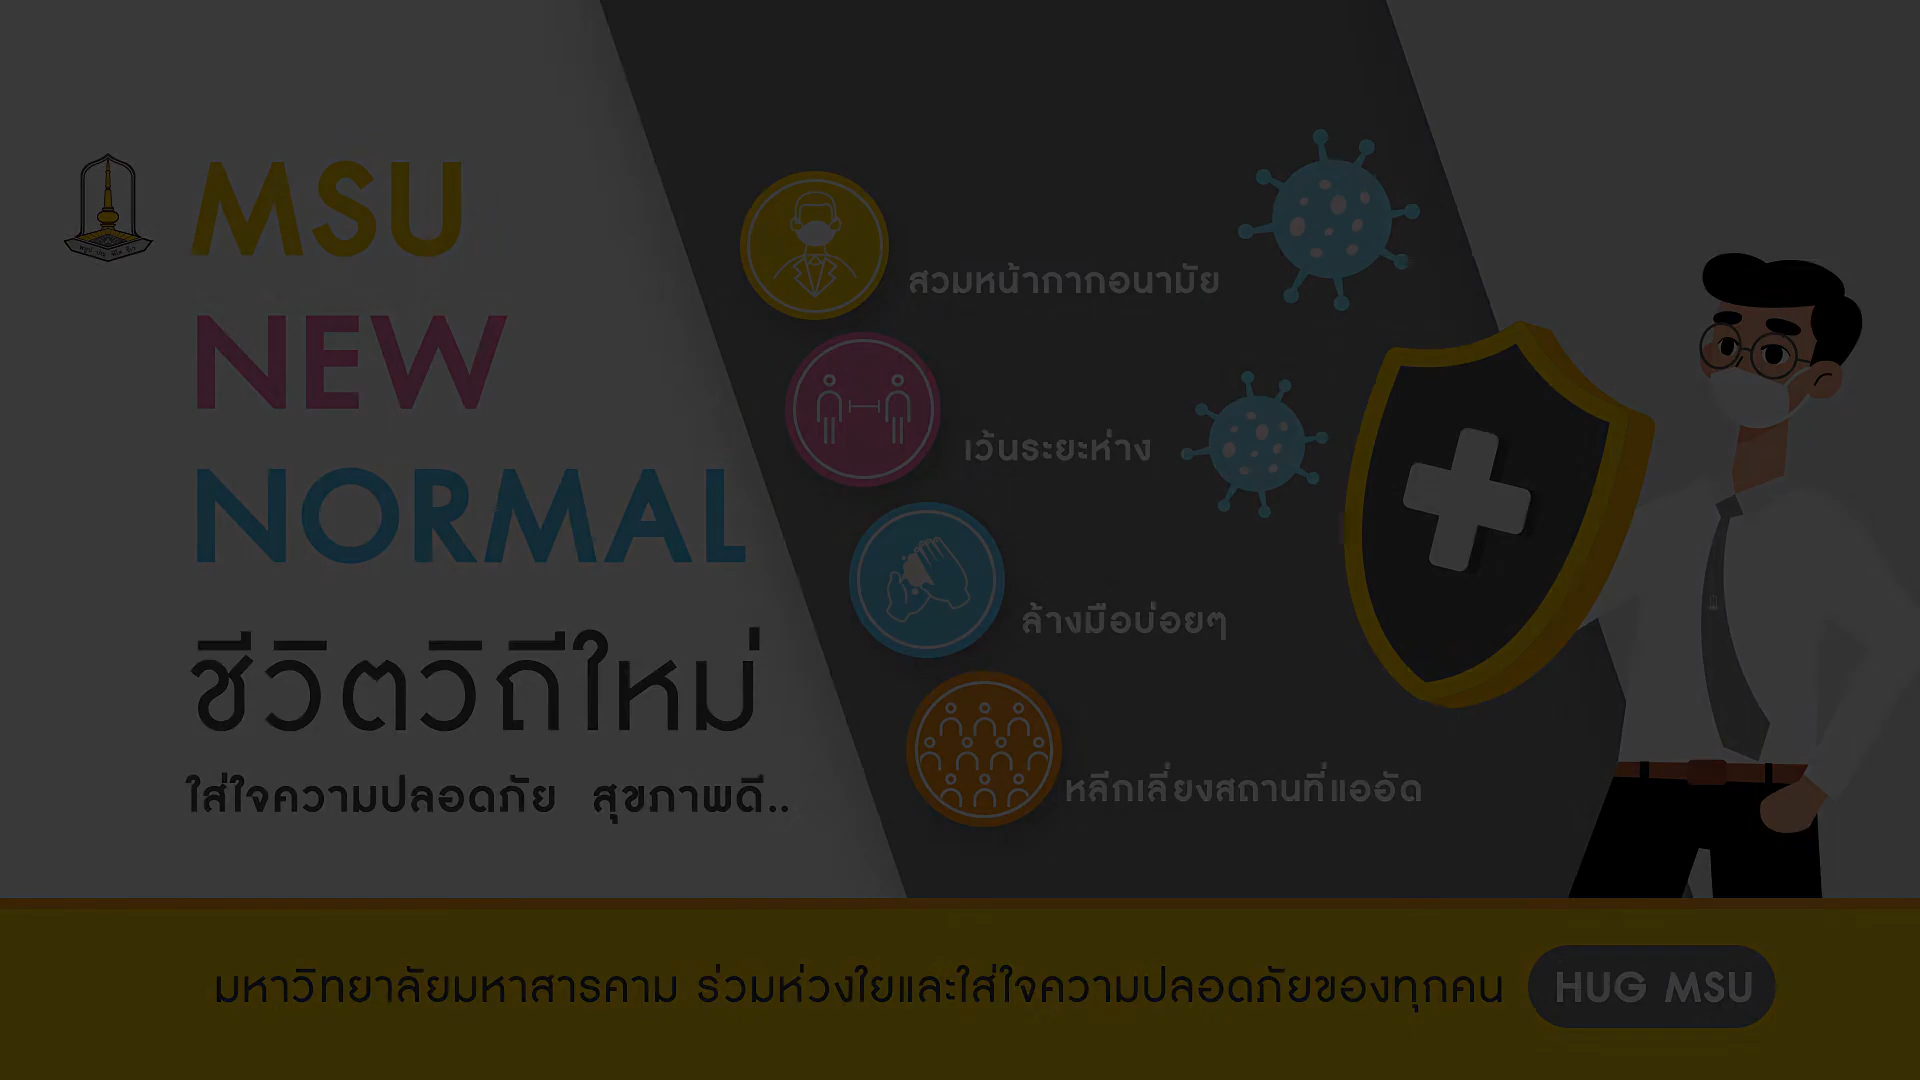 MSU
NEW
NORMAL
ชีวิตวิถีใหม่
ใส่ใจความปลอดภัย สุขภาพดี..
สวมหน้ากากอนามัย
เว้นระยะห่าง
ล้างมือบ่อยๆ
หลีกเลี่ยงสถานที่แออัด
มหาวิทยาลัยมหาสารคาม ร่วมห่วงใยและใส่ใจความปลอดภัยของทุกคน
HUG MSU